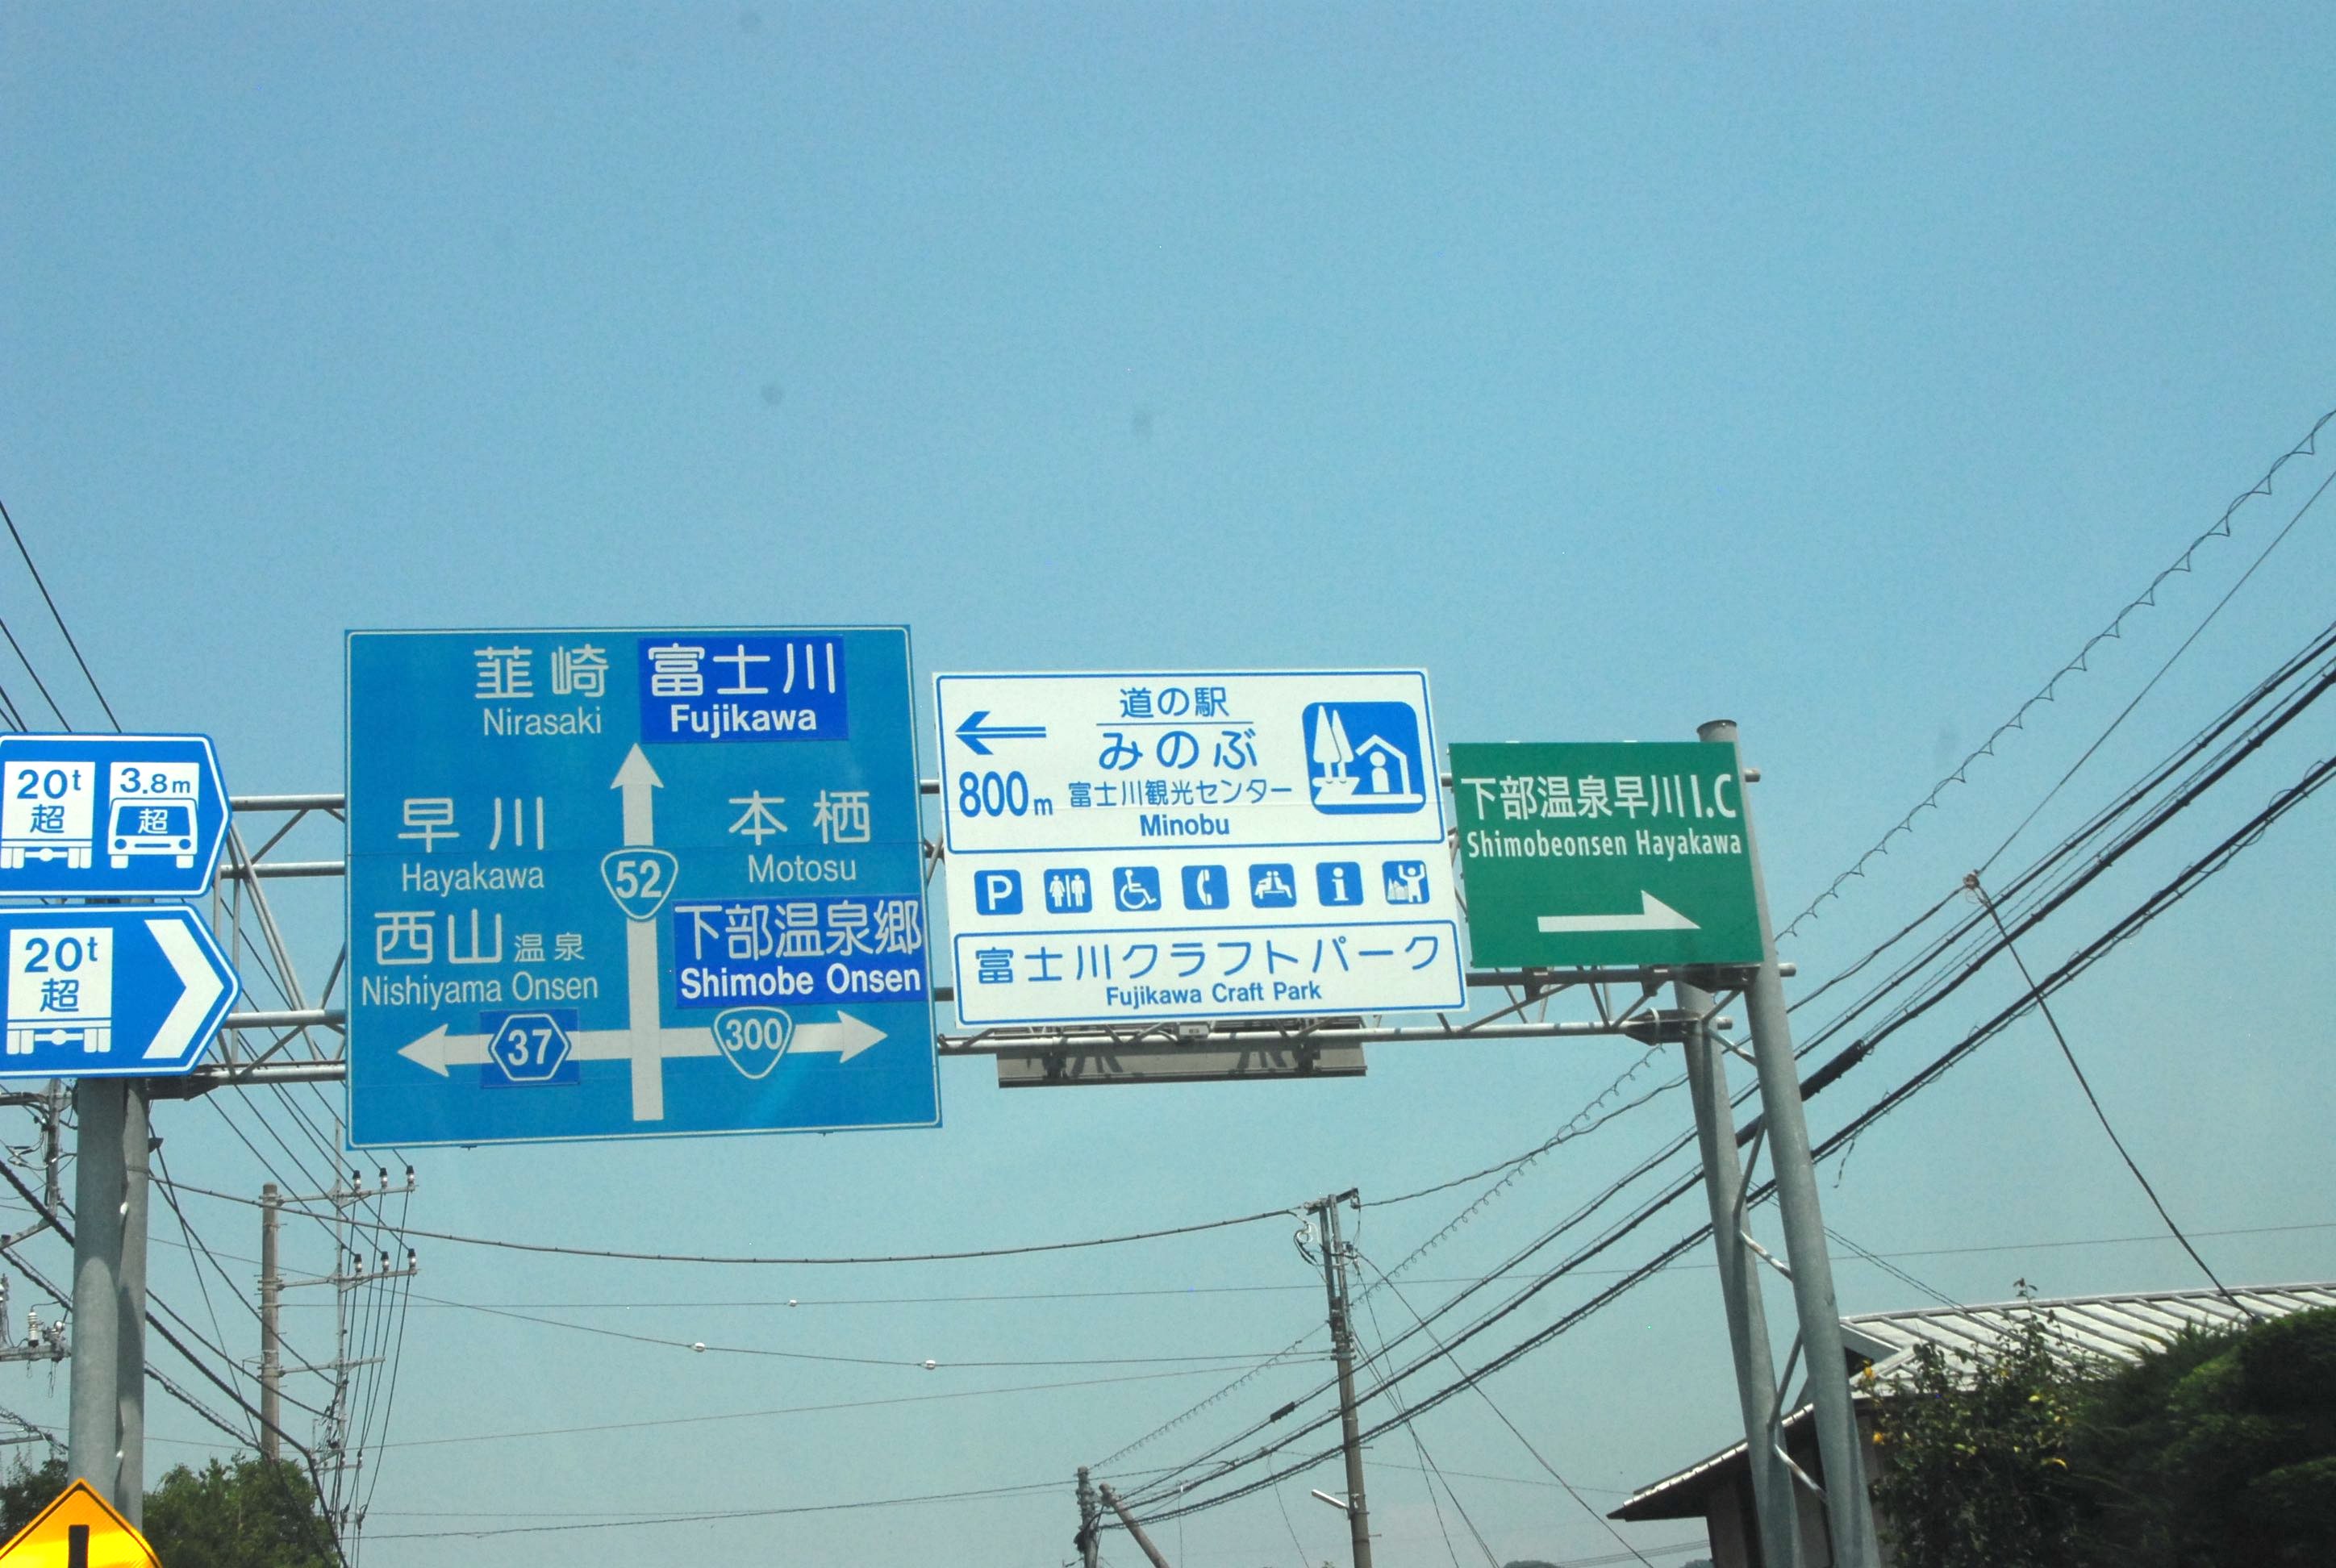 20t
超
3.8m
超
20t
超
韮崎
Nirasaki
富士川
Fujikawa
早川
Hayakawa
西山温泉
Nishiyama Onsen
52
本栖
Motosu
下部温泉郷
Shimobe Onsen
37
300
道の駅
みのぶ
800m
富士川観光センター
Minobu
P
i
富士川クラフトパーク
Fujikawa Craft Park
下部温泉早川I.C
Shimobeonsen Hayakawa